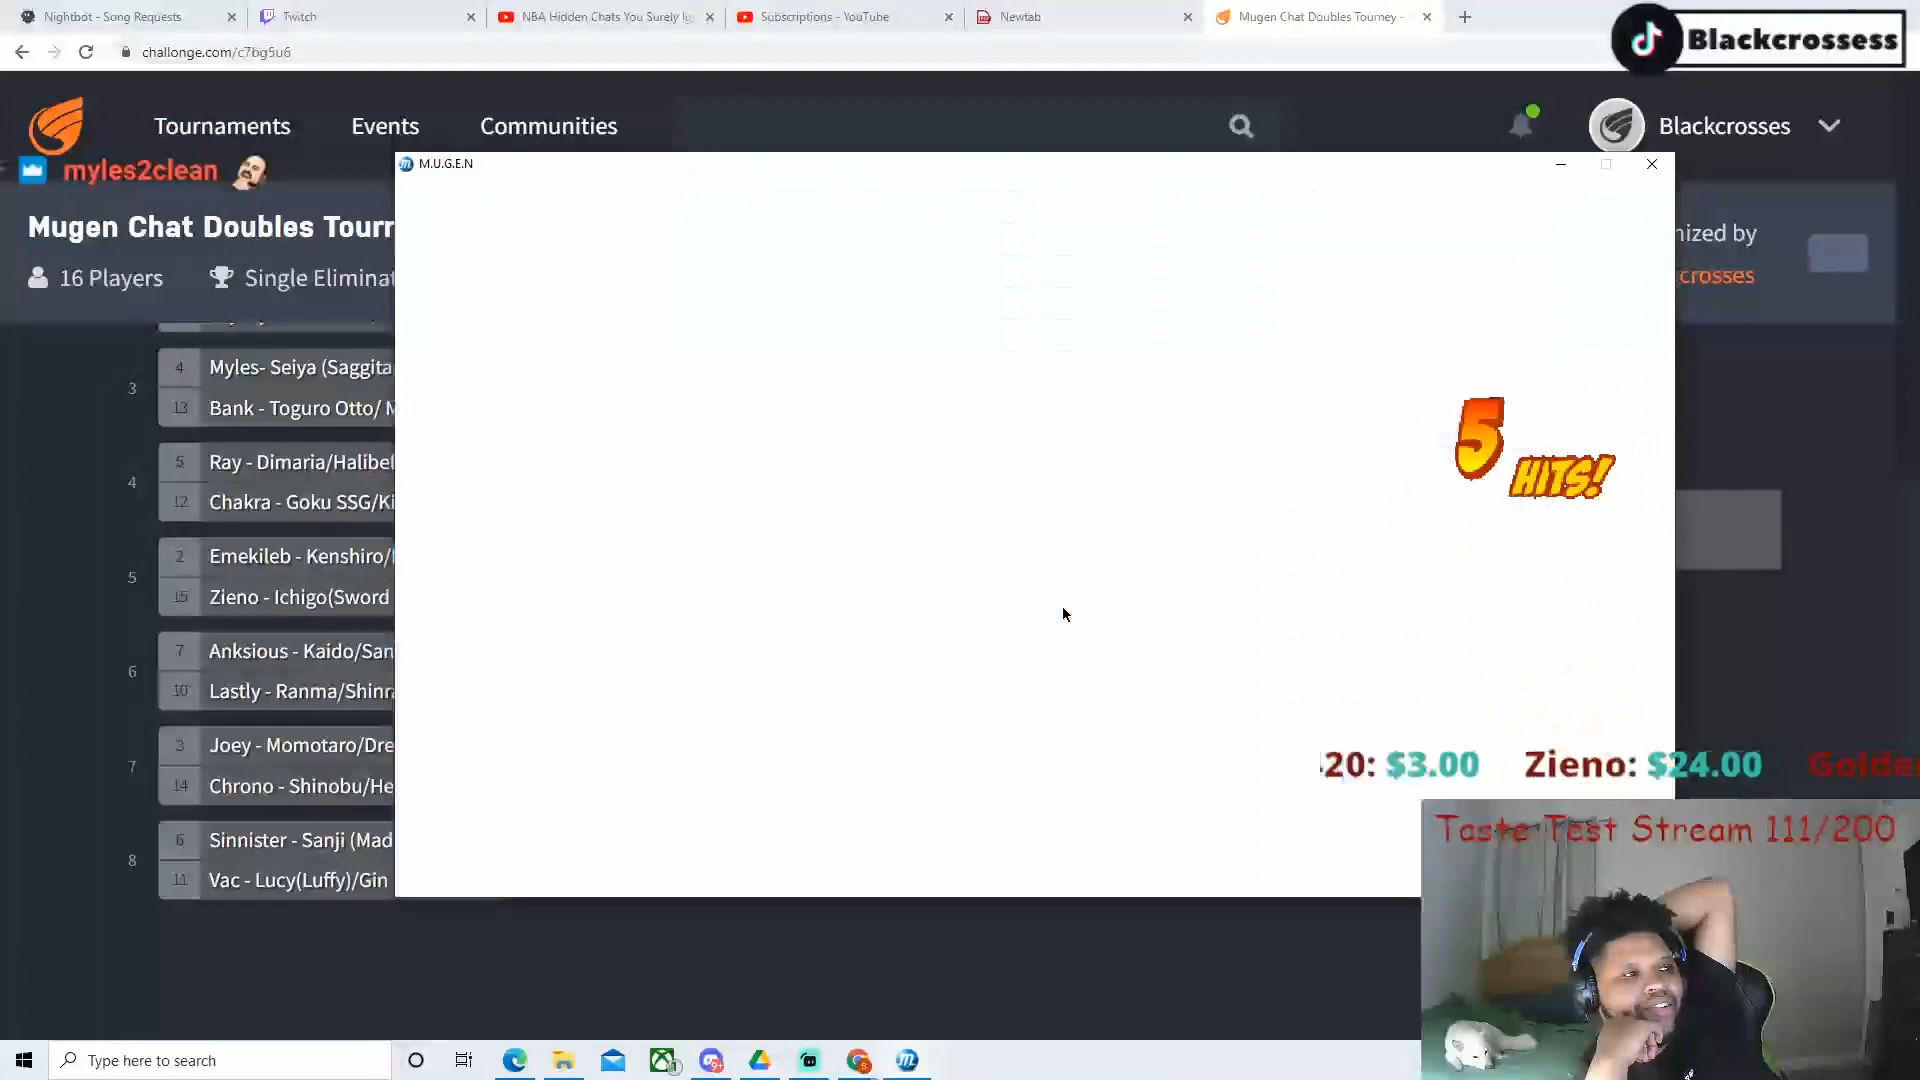 Nightbot - Song Requests
Twitch
NBA Hidden Chats You Surely Ig
Subscriptions - YouTube
Newtab
Mugen Chat Doubles Tourney -
challonge.com/c7bg5u6
Blackcrossess
Tournaments
Events
Communities
Blackcrosses
myles2clean
M.U.G.E.N
Mugen Chat Doubles Tourr
nized by
crosses
16 Players
Single Eliminat
3
4 Myles- Seiya (Saggita
13 Bank - Toguro Otto/ M
4
5 Ray - Dimaria/Halibel
12 Chakra - Goku SSG/Ki
5
2 Emekileb - Kenshiro/
15 Zieno - Ichigo(Sword
6
7 Anksious - Kaido/San
10 Lastly - Ranma/Shinra
7
3 Joey - Momotaro/Dre
14 Chrono - Shinobu/He
8
6 Sinnister - Sanji (Mad
11 Vac - Lucy(Luffy)/Gin
5 HITS!
20: $3.00 Zieno: $24.00 Golde
Taste Test Stream 111/200
Type here to search